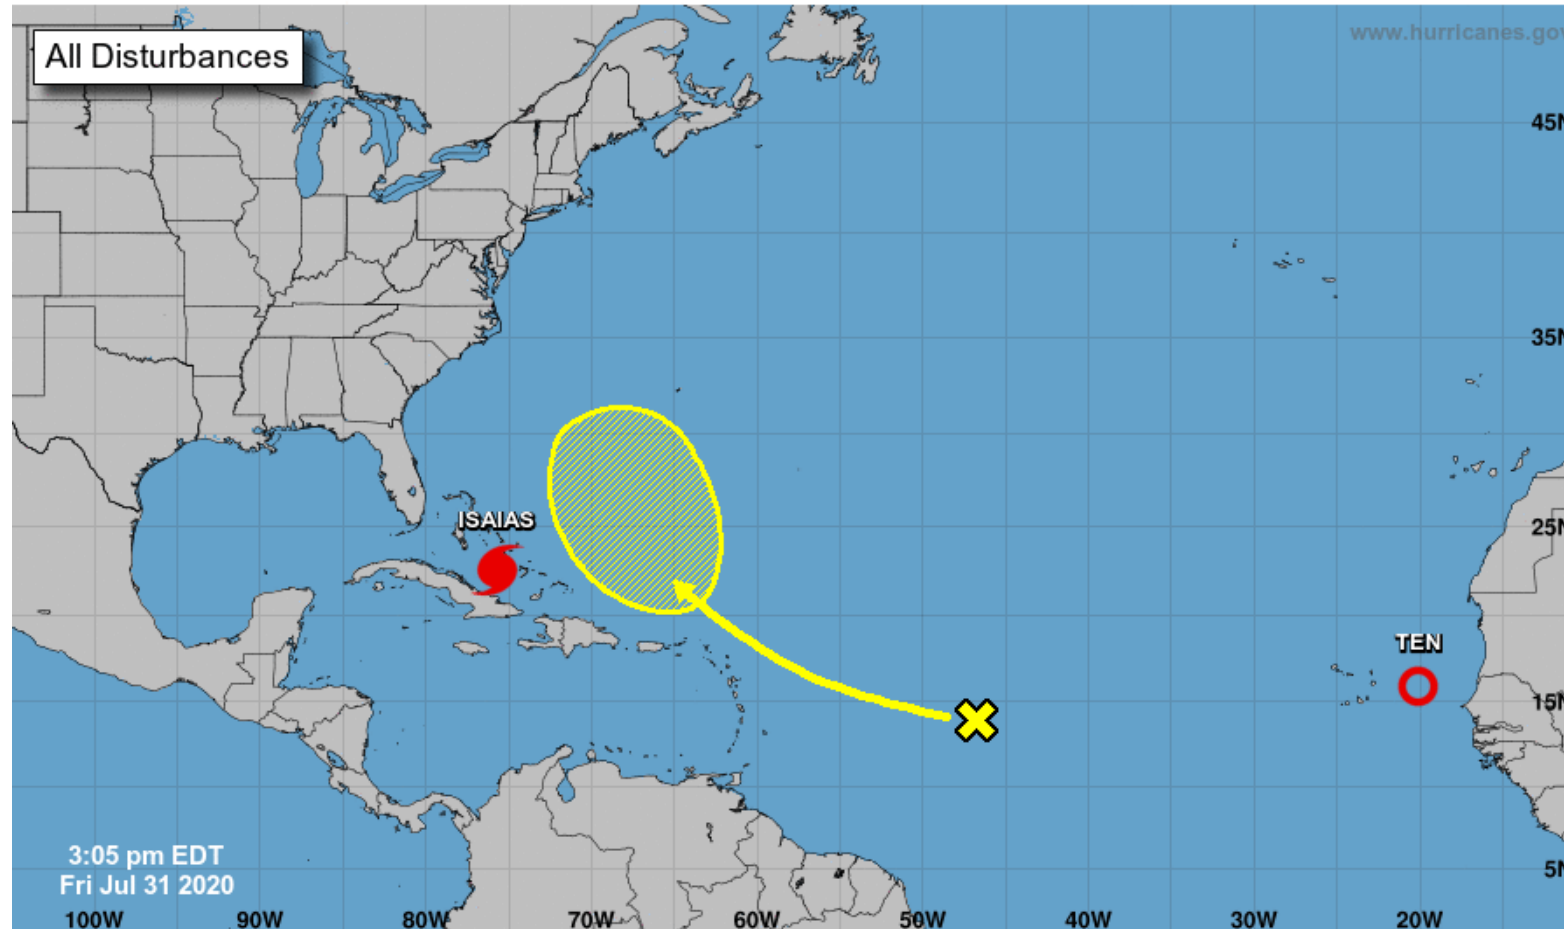 All Disturbances
www.hurricanes.gov
45N
35N
ISAIAS
25N
TEN
15N
3:05 pm EDT
Fri Jul 31 2020
5N
100W 90W 80W 70W 60W 50W 40W 30W 20W